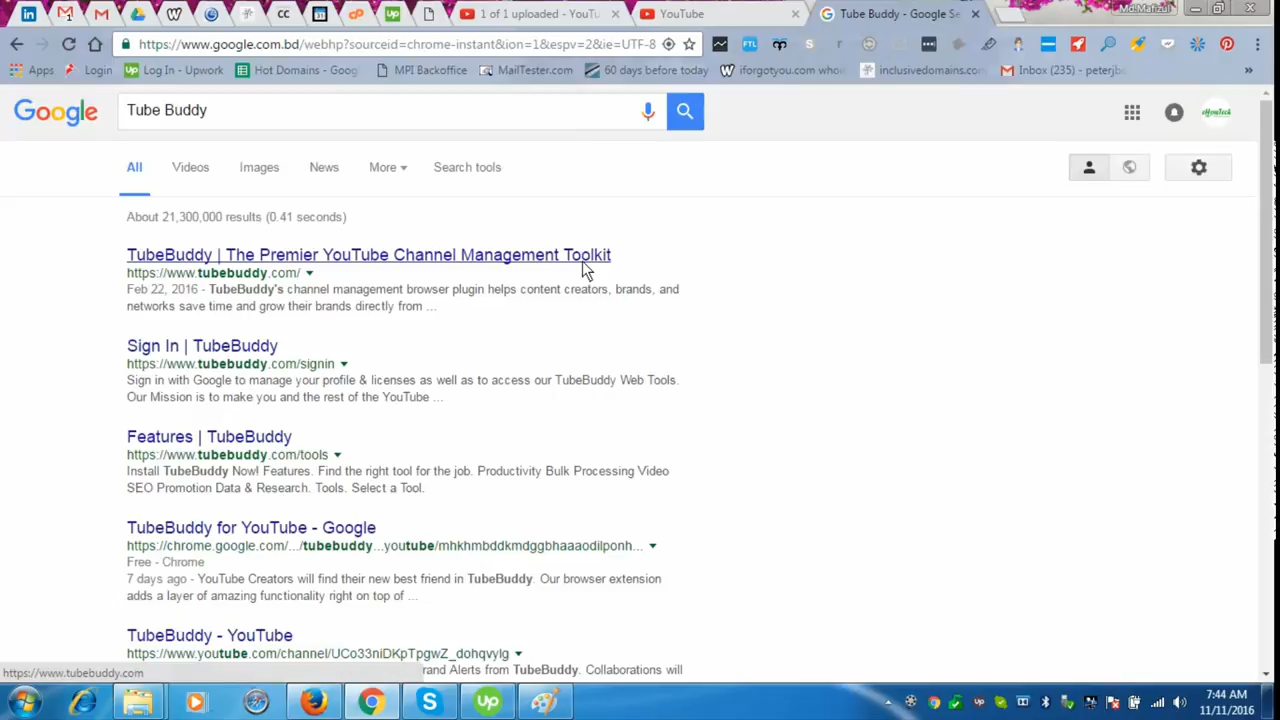 1 of 1 uploaded - YouTu
YouTube
Tube Buddy - Google Se
Md.Mafizul
https://www.google.com.bd/webhp?sourceid=chrome-instant&ion=1&espv=2&ie=UTF-8
Apps
Login
Log In - Upwork
Hot Domains - Goog
MPI Backoffice
MailTester.com
60 days before today
iforgotyou.com whoi
inclusivedomains.com
Inbox (235) - peterjb
Google
Tube Buddy
All
Videos
Images
News
More
Search tools
About 21,300,000 results (0.41 seconds)
TubeBuddy | The Premier YouTube Channel Management Toolkit
https://www.tubebuddy.com/
Feb 22, 2016 - TubeBuddy's channel management browser plugin helps content creators, brands, and
networks save time and grow their brands directly from ...
Sign In | TubeBuddy
https://www.tubebuddy.com/signin
Sign in with Google to manage your profile & licenses as well as to access our TubeBuddy Web Tools.
Our Mission is to make you and the rest of the YouTube ...
Features | TubeBuddy
https://www.tubebuddy.com/tools
Install TubeBuddy Now! Features. Find the right tool for the job. Productivity Bulk Processing Video
SEO Promotion Data & Research. Tools. Select a Tool.
TubeBuddy for YouTube - Google
https://chrome.google.com/.../tubebuddy...youtube/mhkhmbddkmdggbhaaaodilponh...
Free - Chrome
7 days ago - YouTube Creators will find their new best friend in TubeBuddy. Our browser extension
adds a layer of amazing functionality right on top of ...
TubeBuddy - YouTube
https://www.youtube.com/channel/UCo33niDKpTpgwZ_dohqvylg
rand Alerts from TubeBuddy. Collaborations will
https://www.tubebuddy.com
7:44 AM
11/11/2016